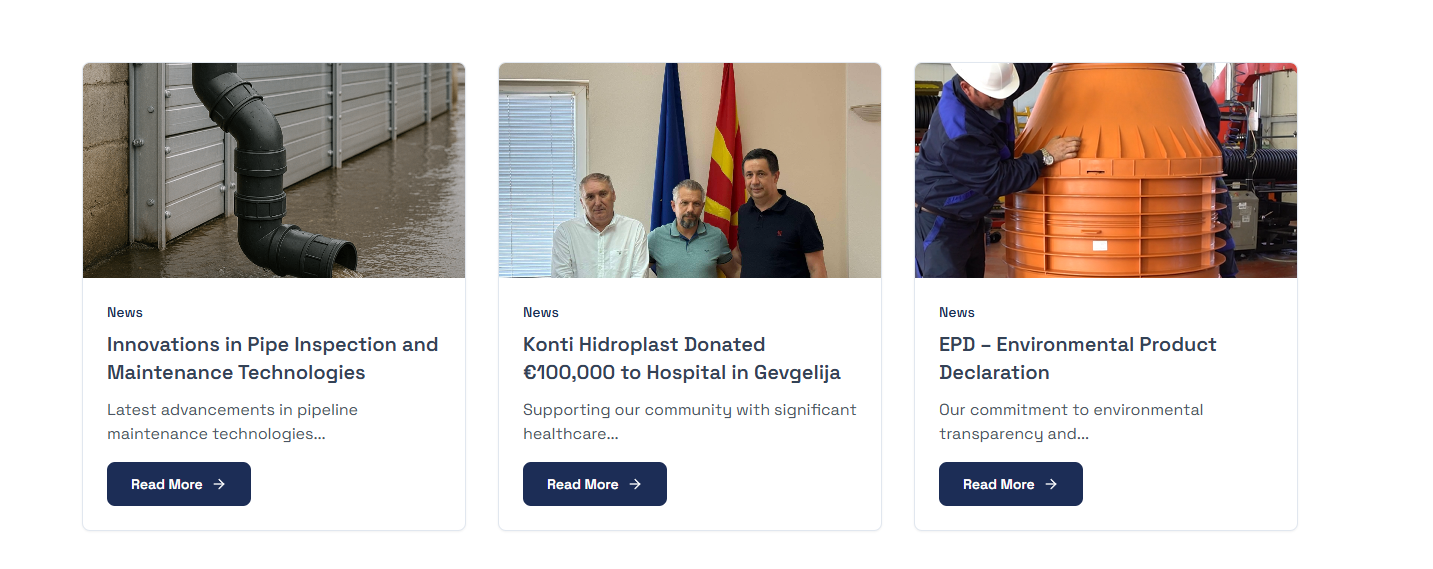 News
Innovations in Pipe Inspection and
Maintenance Technologies
Latest advancements in pipeline
maintenance technologies...
Read More →
News
Konti Hidroplast Donated
€100,000 to Hospital in Gevgelija
Supporting our community with significant
healthcare...
Read More →
News
EPD – Environmental Product
Declaration
Our commitment to environmental
transparency and...
Read More →